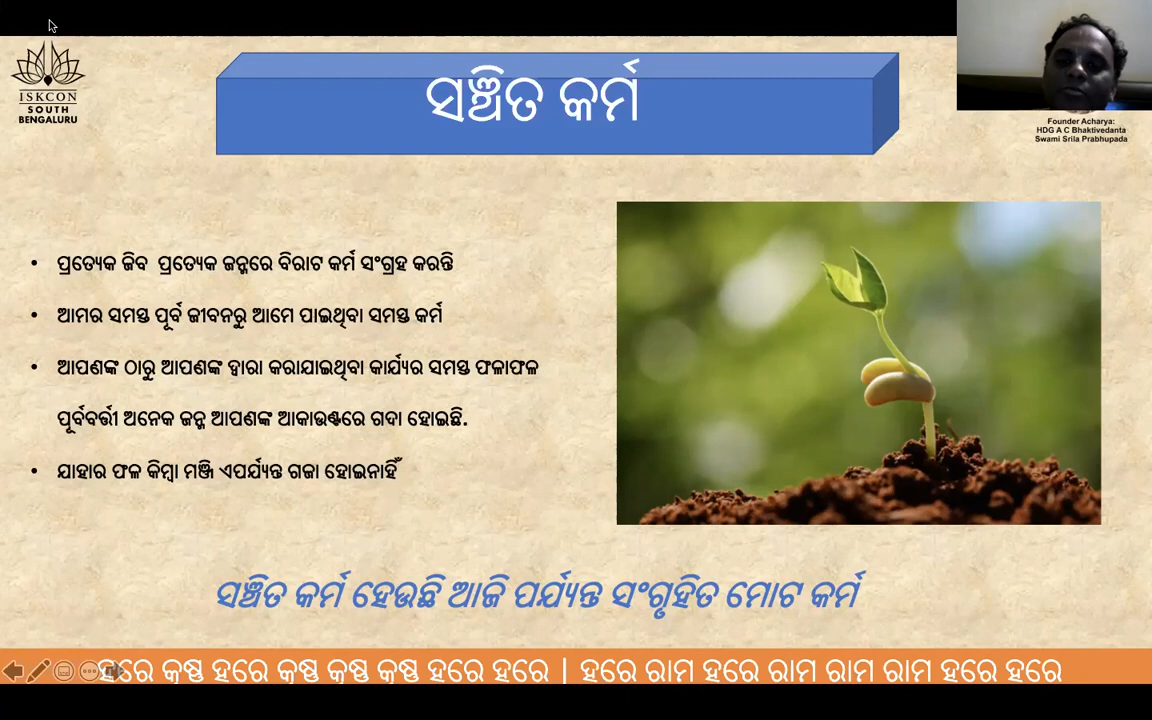 ISKCON
SOUTH
BENGALURU
ସଞ୍ଚିତ କର୍ମ
Founder Acharya:
HDG A C Bhaktivedanta
Swami Srila Prabhupada
• ପ୍ରତ୍ୟେକ ଜିବ ପ୍ରତ୍ୟେକ ଜନ୍ମରେ ବିରାଟ କର୍ମ ସଂଗ୍ରହ କରନ୍ତି
• ଆମର ସମସ୍ତ ପୂର୍ବ ଜୀବନରୁ ଆମେ ପାଇଥିବା ସମସ୍ତ କର୍ମ
• ଆପଣଙ୍କ ଠାରୁ ଆପଣଙ୍କ ଦ୍ୱାରା କରାଯାଇଥିବା କାର୍ଯ୍ୟର ସମସ୍ତ ଫଳାଫଳ
ପୂର୍ବବର୍ତ୍ତୀ ଅନେକ ଜନ୍ମ ଆପଣଙ୍କ ଆକାଉଣ୍ଟରେ ଗଦା ହୋଇଛି.
• ଯାହାର ଫଳ କିମ୍ବା ମଞ୍ଜି ଏପର୍ଯ୍ୟନ୍ତ ଗଜା ହୋଇନାହିଁ
ସଞ୍ଚିତ କର୍ମ ହେଉଛି ଆଜି ପର୍ଯ୍ୟନ୍ତ ସଂଗୃହିତ ମୋଟ କର୍ମ
ହରେ କୃଷ୍ଣ ହରେ କୃଷ୍ଣ କୃଷ୍ଣ କୃଷ୍ଣ ହରେ ହରେ | ହରେ ରାମ ହରେ ରାମ ରାମ ରାମ ହରେ ହରେ